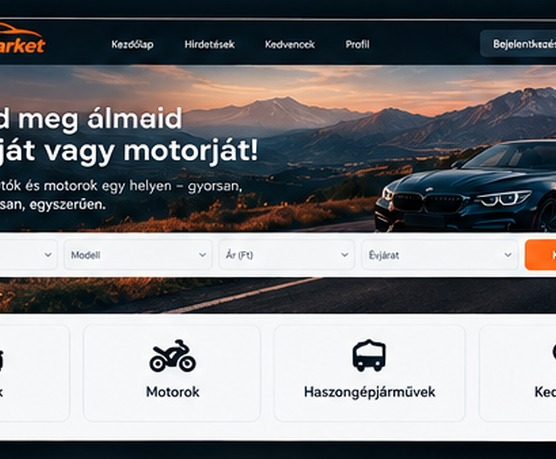 arket
Kezdőlap Hirdetések Kedvencek Profil Bejelentkezés
d meg álmaid
ját vagy motorját!
tók és motorok egy helyen – gyorsan,
san, egyszerűen.
Modell Ár (Ft) Évjárat K
k Motorok Haszongépjárművek Ked